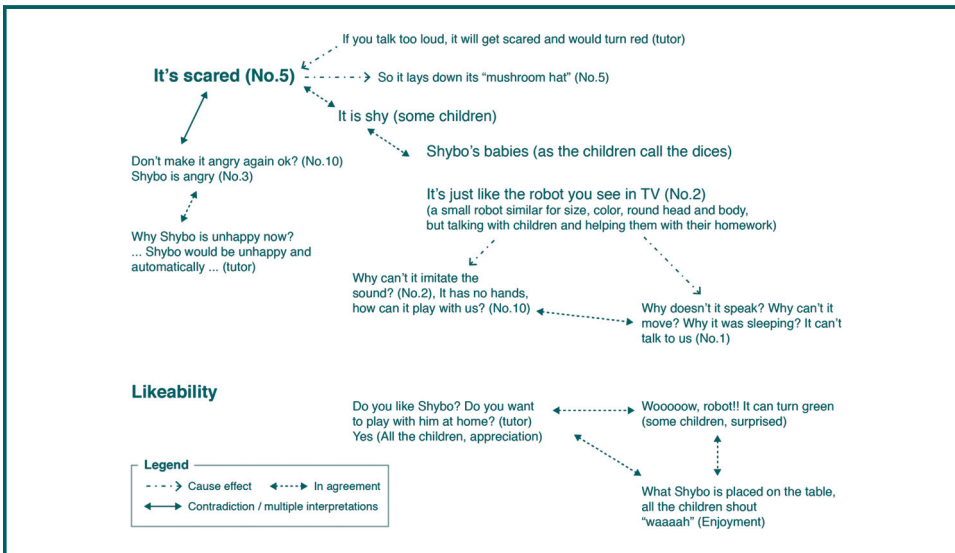 If you talk too loud, it will get scared and would turn red (tutor)
It's scared (No.5)
So it lays down its “mushroom hat” (No.5)
It is shy (some children)
Shybo's babies (as the children call the dices)
Don't make it angry again ok? (No.10)
Shybo is angry (No.3)
It's just like the robot you see in TV (No.2)
(a small robot similar for size, color, round head and body,
but talking with children and helping them with their homework)
Why Shybo is unhappy now?
... Shybo would be unhappy and
automatically ... (tutor)
Why can't it imitate the
sound? (No.2), It has no hands,
how can it play with us? (No.10)
Why doesn't it speak? Why can't it
move? Why it was sleeping? It can't
talk to us (No.1)
Likeability
Do you like Shybo? Do you want
to play with him at home? (tutor)
Yes (All the children, appreciation)
Wooooow, robot!! It can turn green
(some children, surprised)
What Shybo is placed on the table,
all the children shout
“waaaah” (Enjoyment)
Legend
Cause effect
In agreement
Contradiction / multiple interpretations